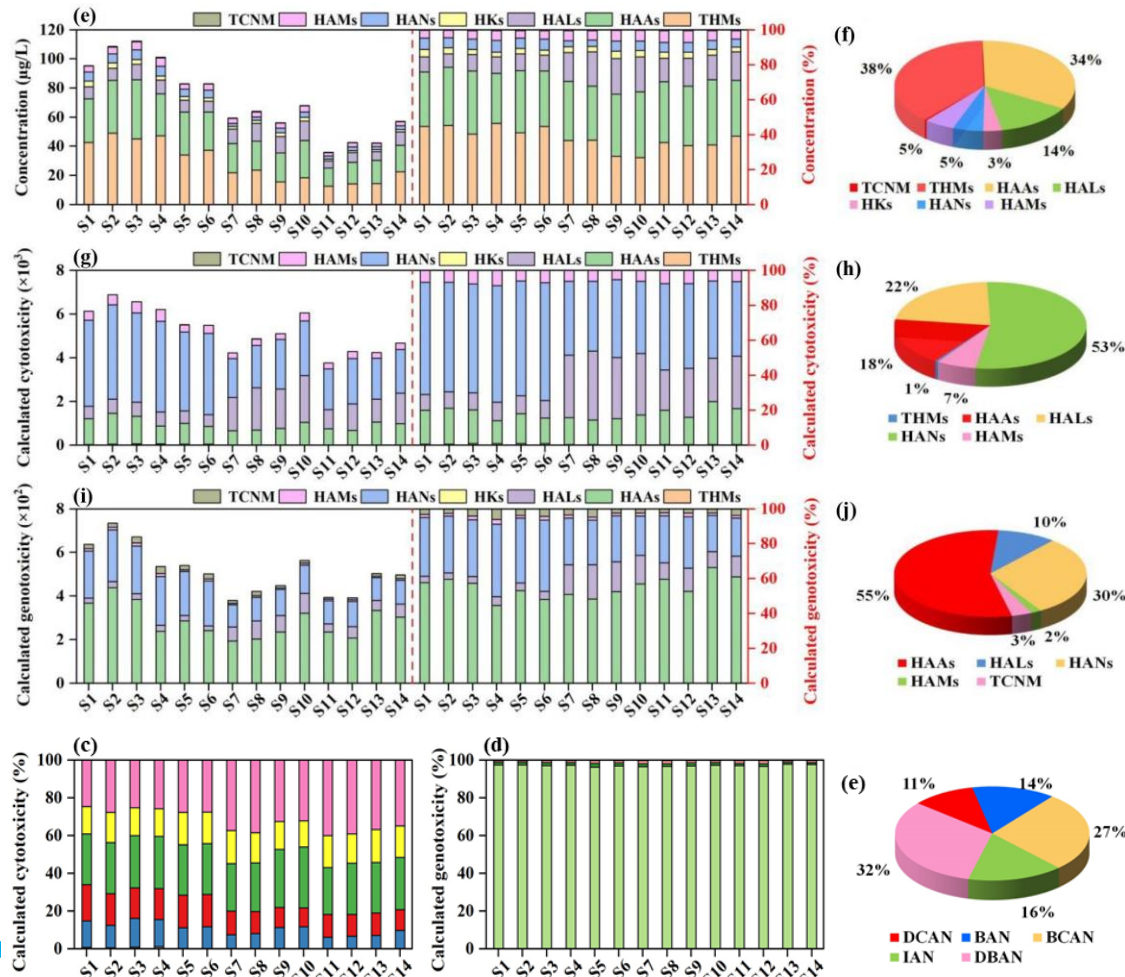 (e)
TCNM HAMs HANs HKs HALs HAAs THMs
Concentration (μg/L)
120
100
80
60
40
20
0
S1 S2 S3 S4 S5 S6 S7 S8 S9 S10 S11 S12 S13 S14 S1 S2 S3 S4 S5 S6 S7 S8 S9 S10 S11 S12 S13 S14
100
80
60
40
20
0
Concentration (%)
(f)
38%
34%
5%
5%
3%
14%
TCNM THMs HAAs HALs
HKs HANs HAMs
(g)
TCNM HAMs HANs HKs HALs HAAs THMs
Calculated cytotoxicity (×10³)
8
6
4
2
0
S1 S2 S3 S4 S5 S6 S7 S8 S9 S10 S11 S12 S13 S14 S1 S2 S3 S4 S5 S6 S7 S8 S9 S10 S11 S12 S13 S14
100
80
60
40
20
0
Calculated cytotoxicity (%)
(h)
22%
53%
18%
1%
7%
THMs HAAs HALs
HANs HAMs
(i)
TCNM HAMs HANs HKs HALs HAAs THMs
Calculated genotoxicity (×10²)
8
6
4
2
0
S1 S2 S3 S4 S5 S6 S7 S8 S9 S10 S11 S12 S13 S14 S1 S2 S3 S4 S5 S6 S7 S8 S9 S10 S11 S12 S13 S14
100
80
60
40
20
0
Calculated genotoxicity (%)
(j)
10%
55%
30%
3%
2%
HAAs HALs HANs
HAMs TCNM
(c)
Calculated cytotoxicity (%)
100
80
60
40
20
0
S1 S2 S3 S4 S5 S6 S7 S8 S9 S10 S11 S12 S13 S14
(d)
Calculated genotoxicity (%)
100
80
60
40
20
0
S1 S2 S3 S4 S5 S6 S7 S8 S9 S10 S11 S12 S13 S14
(e)
11%
14%
27%
32%
16%
DCAN BAN BCAN
IAN DBAN